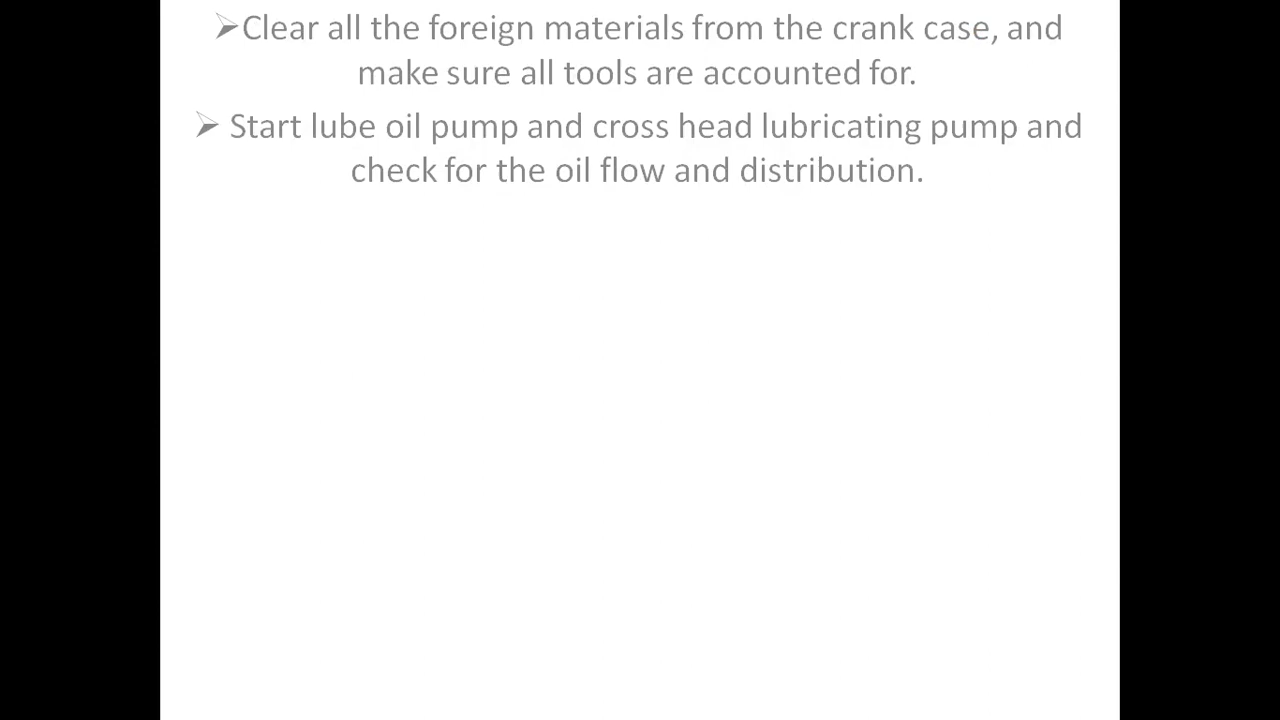 ➢Clear all the foreign materials from the crank case, and
make sure all tools are accounted for.
➢ Start lube oil pump and cross head lubricating pump and
check for the oil flow and distribution.